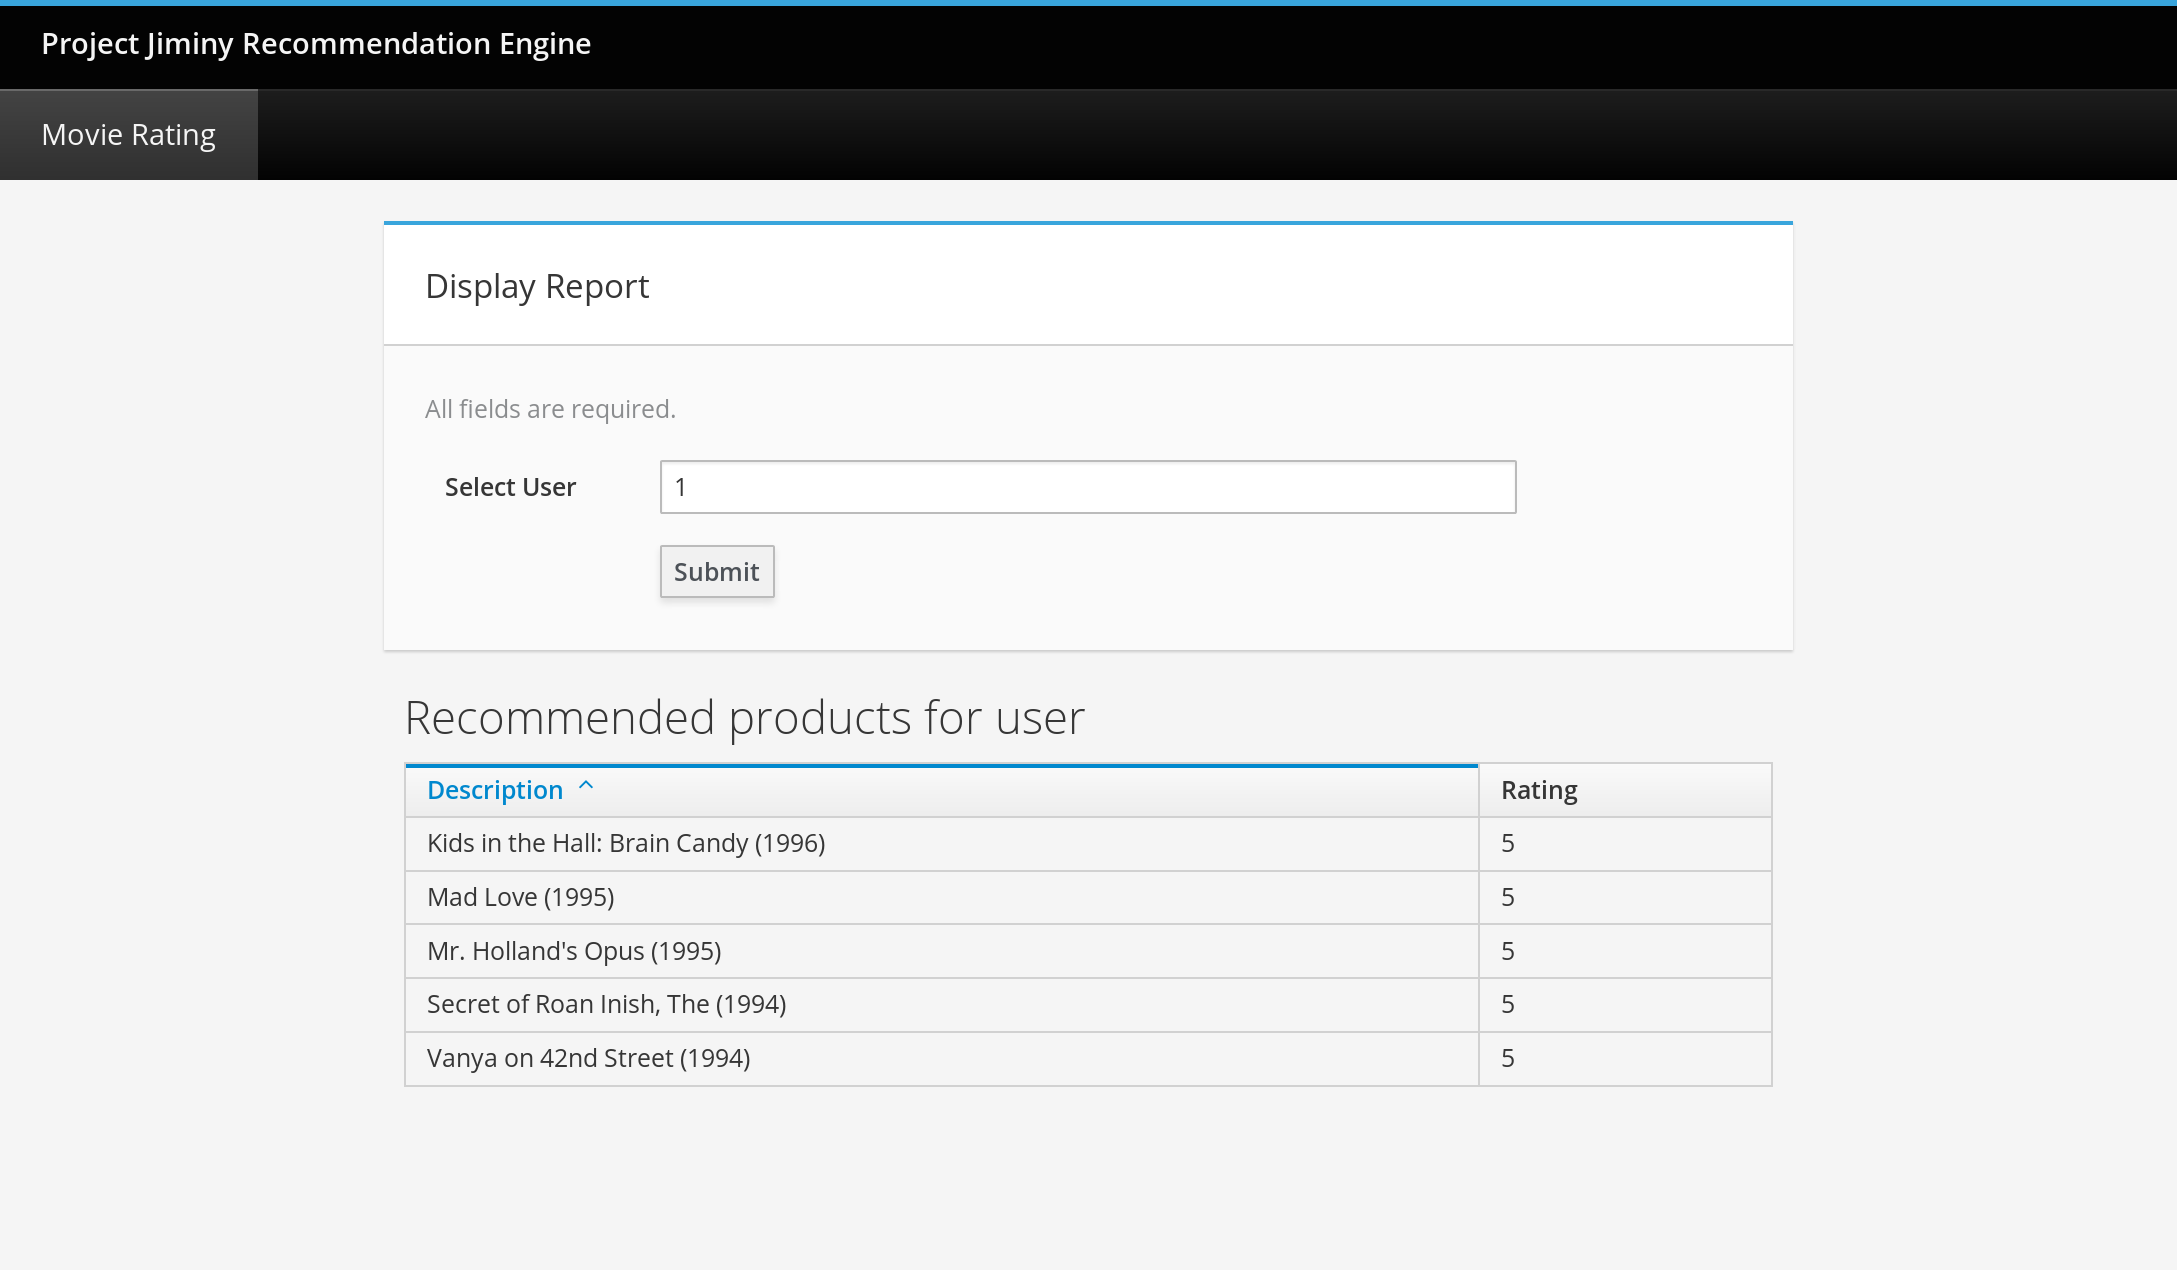 Project Jiminy Recommendation Engine
Movie Rating
Display Report
All fields are required.
Select User 1
Submit
Recommended products for user
Description Rating
Kids in the Hall: Brain Candy (1996) 5
Mad Love (1995) 5
Mr. Holland's Opus (1995) 5
Secret of Roan Inish, The (1994) 5
Vanya on 42nd Street (1994) 5